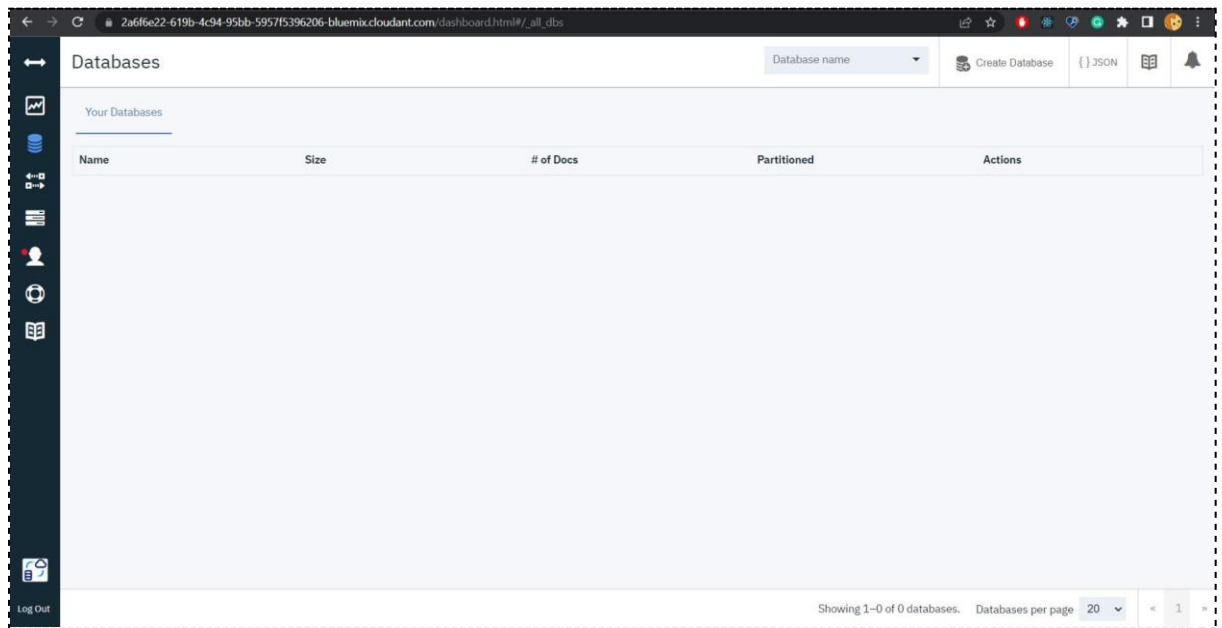 2a6f6e22-619b-4c94-95bb-5957f5396206-bluemix.cloudant.com/dashboard.html#/_all_dbs
Databases
Database name
Create Database
{ } JSON
Your Databases
Name Size # of Docs Partitioned Actions
Log Out
Showing 1–0 of 0 databases. Databases per page 20 « 1 »